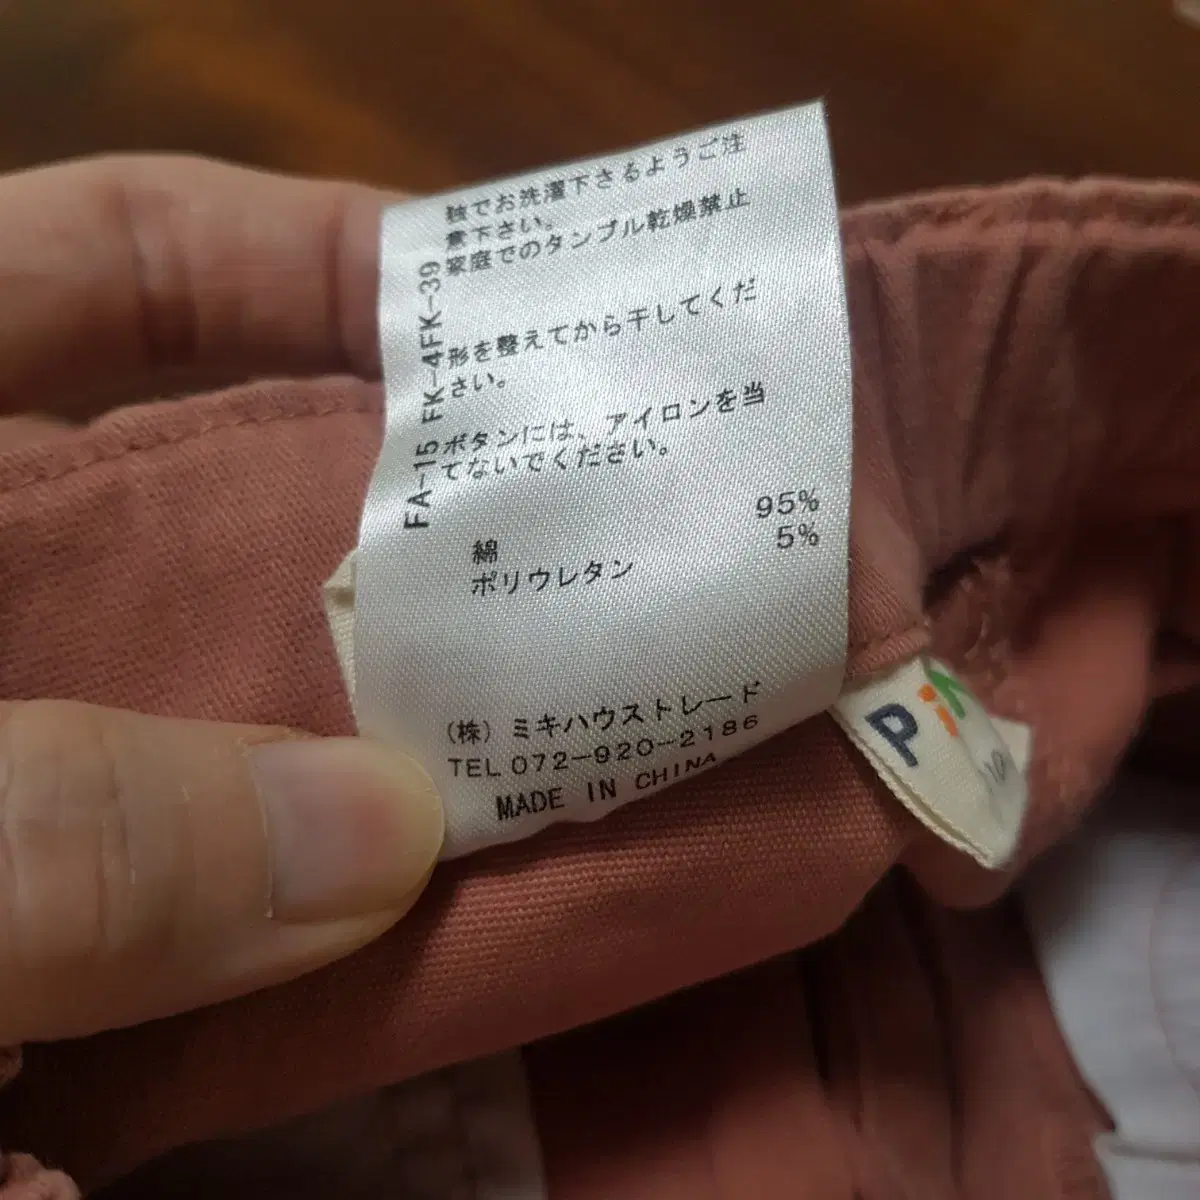 独でお洗濯下さるようご注
意下さい。
家庭でのタンブル乾燥禁止
形を整えてから干してくだ
さい。
ボタンには、アイロンを当
てないでください。
FA-15 FK-4FK-39
綿 95%
ポリウレタン 5%
(株) ミキハウストレード
TEL 072-920-2186
MADE IN CHINA
Pi